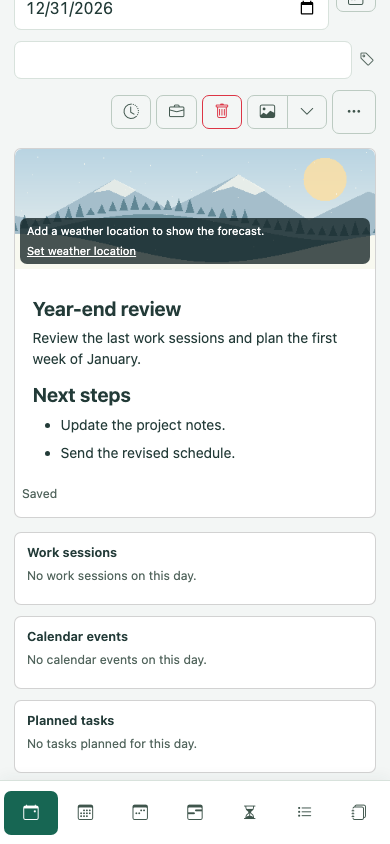 12/31/2026
Add a weather location to show the forecast.
Set weather location
Year-end review
Review the last work sessions and plan the first
week of January.
Next steps
• Update the project notes.
• Send the revised schedule.
Saved
Work sessions
No work sessions on this day.
Calendar events
No calendar events on this day.
Planned tasks
No tasks planned for this day.